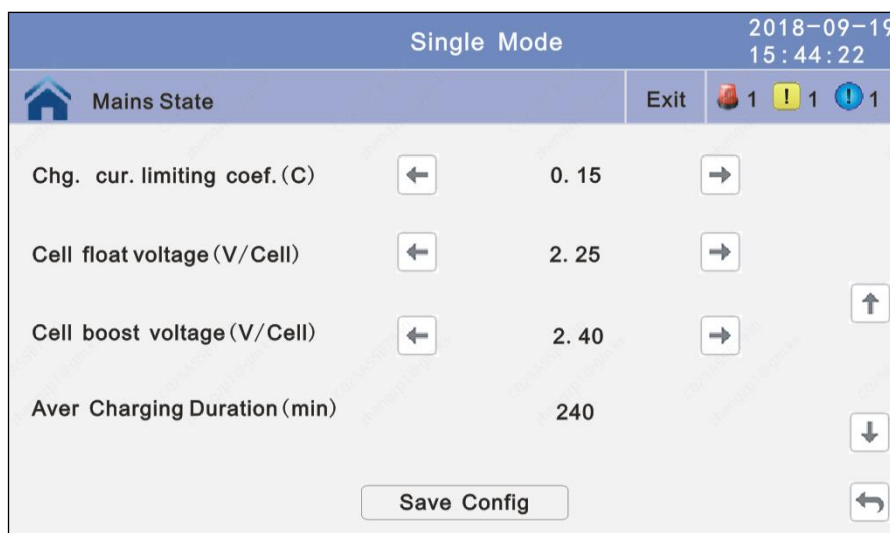 Single Mode
2018-09-19
15:44:22
Mains State
Exit
1
! 1
! 1
Chg. cur. limiting coef.(C)
0.15
Cell float voltage(V/Cell)
2.25
Cell boost voltage(V/Cell)
2.40
Aver Charging Duration(min)
240
Save Config